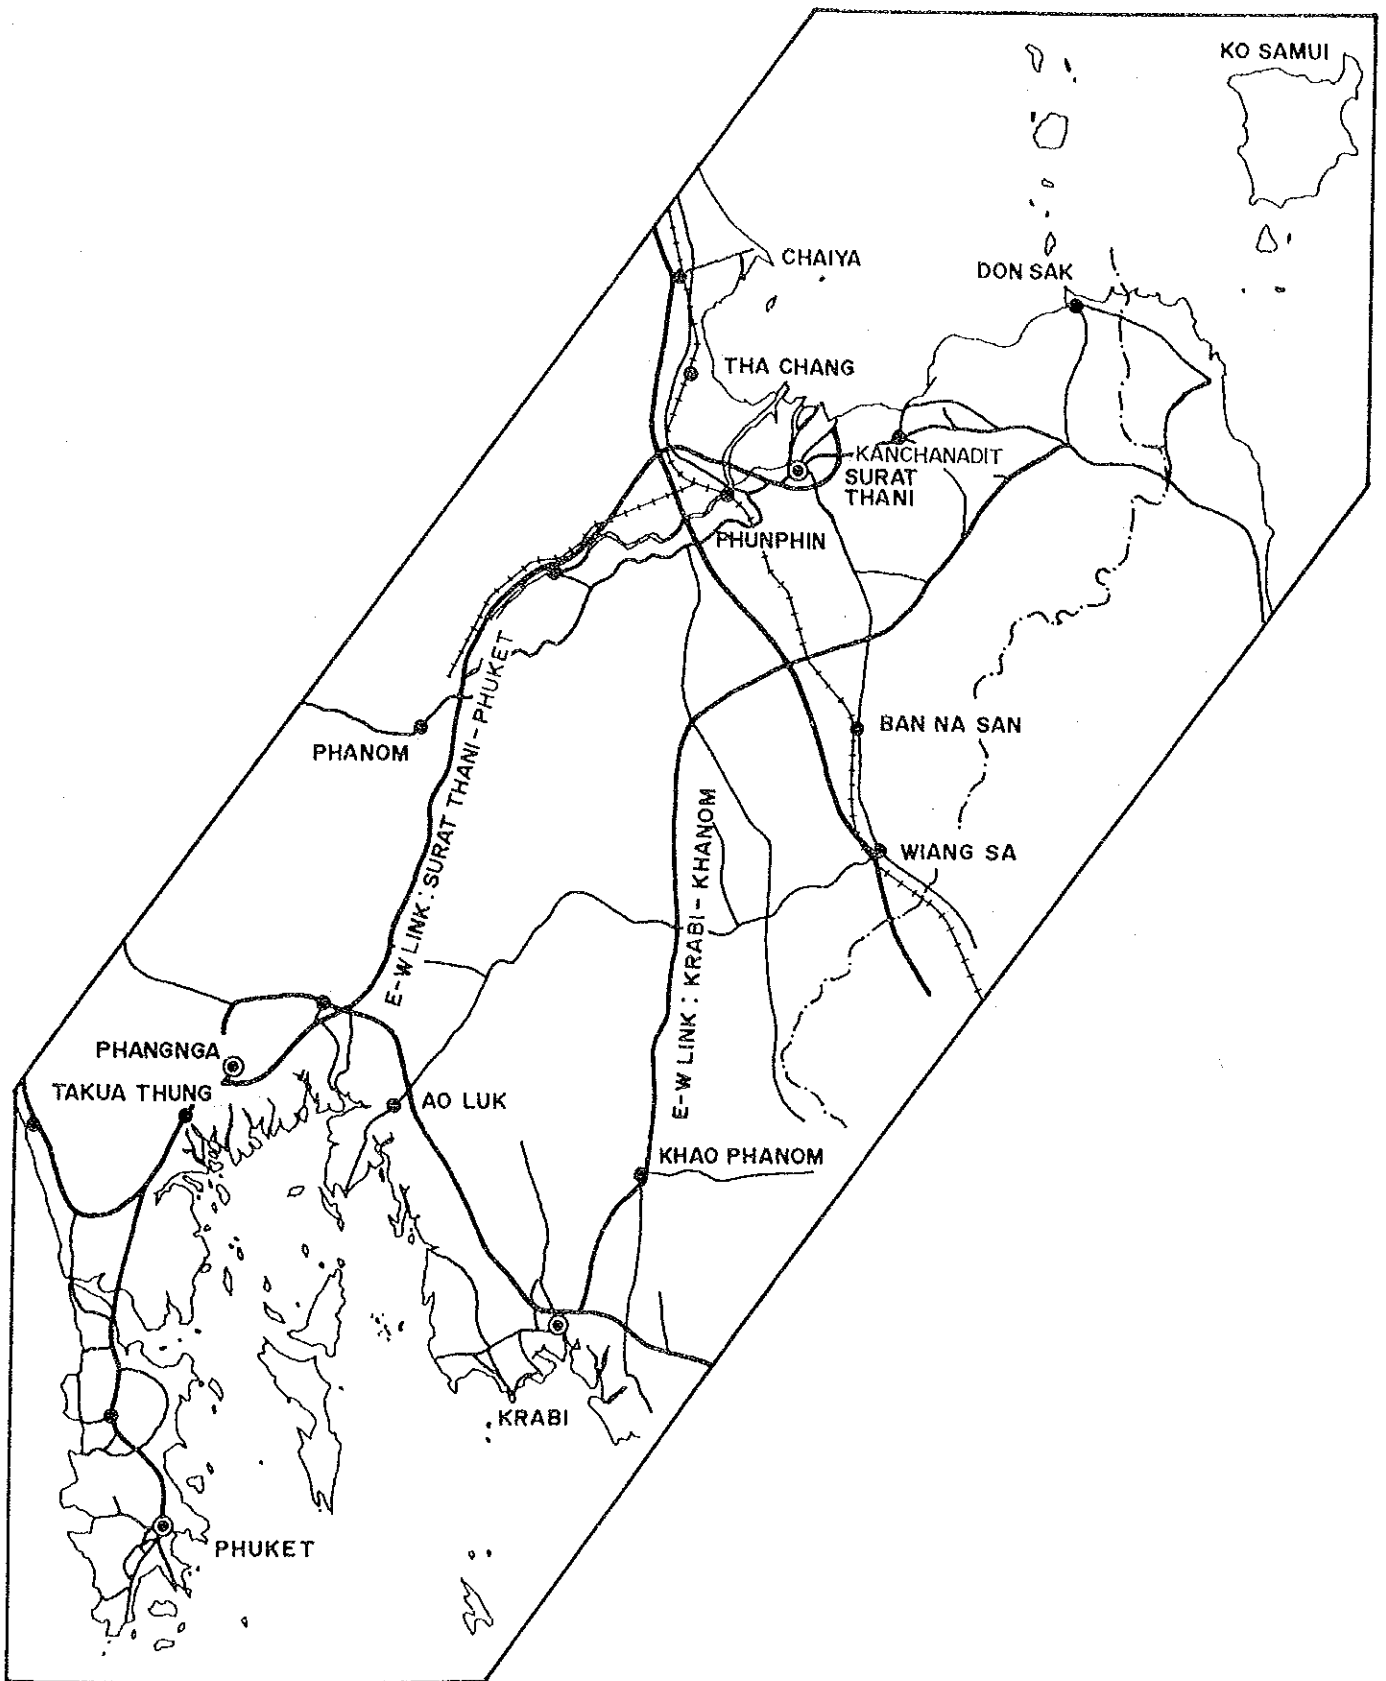 KO SAMUI
CHAIYA
DON SAK
THA CHANG
KANCHANADIT
SURAT
THANI
PHUNPHIN
E-W LINK : SURAT THANI - PHUKET
BAN NA SAN
PHANOM
E-W LINK : KRABI - KHANOM
WIANG SA
PHANGNGA
TAKUA THUNG
AO LUK
KHAO PHANOM
KRABI
PHUKET